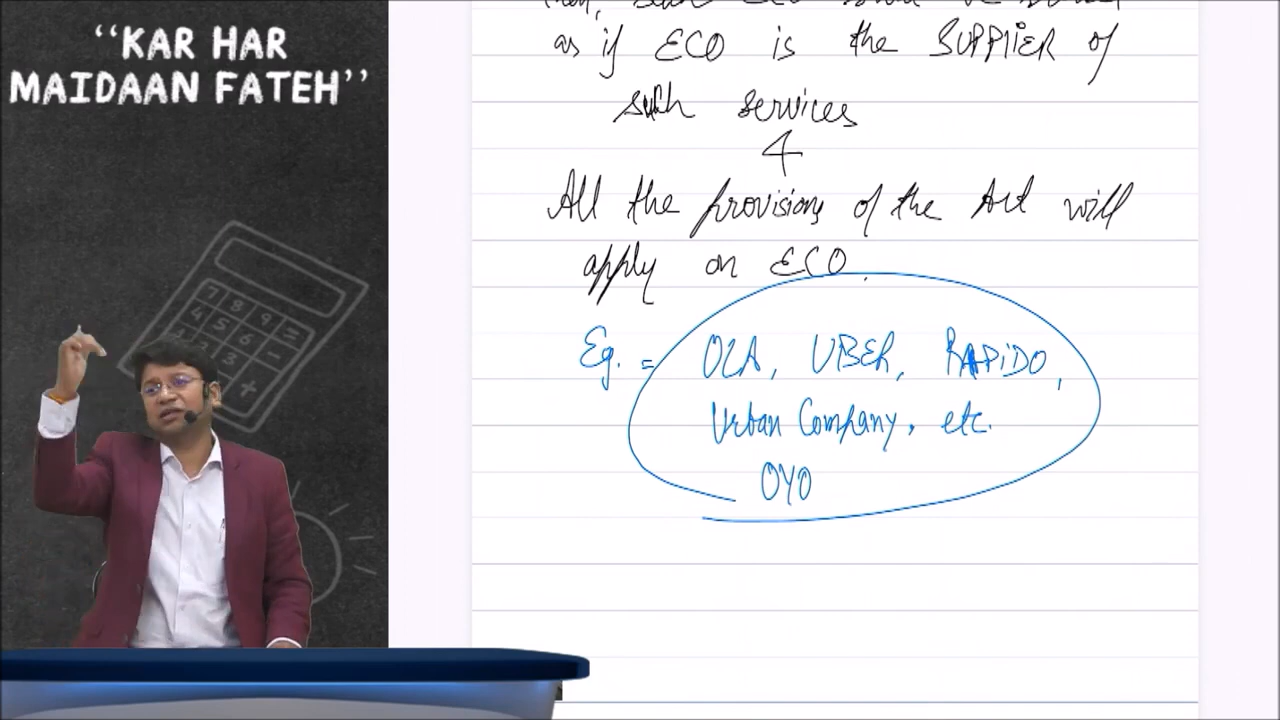 “KAR HAR
MAIDAAN FATEH”
as if ECO is the SUPPLIER of
such services
&
All the provisions of the Act will
apply on ECO.
Eg. = OLA, UBER, RAPIDO,
Urban Company, etc.
OYO